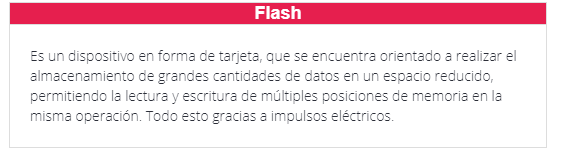 Flash
Es un dispositivo en forma de tarjeta, que se encuentra orientado a realizar el
almacenamiento de grandes cantidades de datos en un espacio reducido,
permitiendo la lectura y escritura de múltiples posiciones de memoria en la
misma operación. Todo esto gracias a impulsos eléctricos.